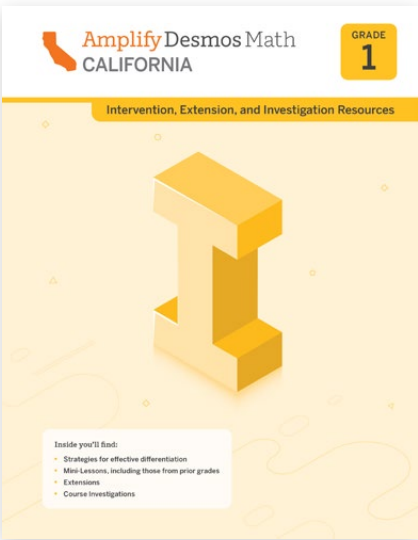 Amplify Desmos Math
CALIFORNIA
GRADE
1
Intervention, Extension, and Investigation Resources
I
Inside you'll find:
• Strategies for effective differentiation
• Mini-Lessons, including those from prior grades
• Extensions
• Course Investigations